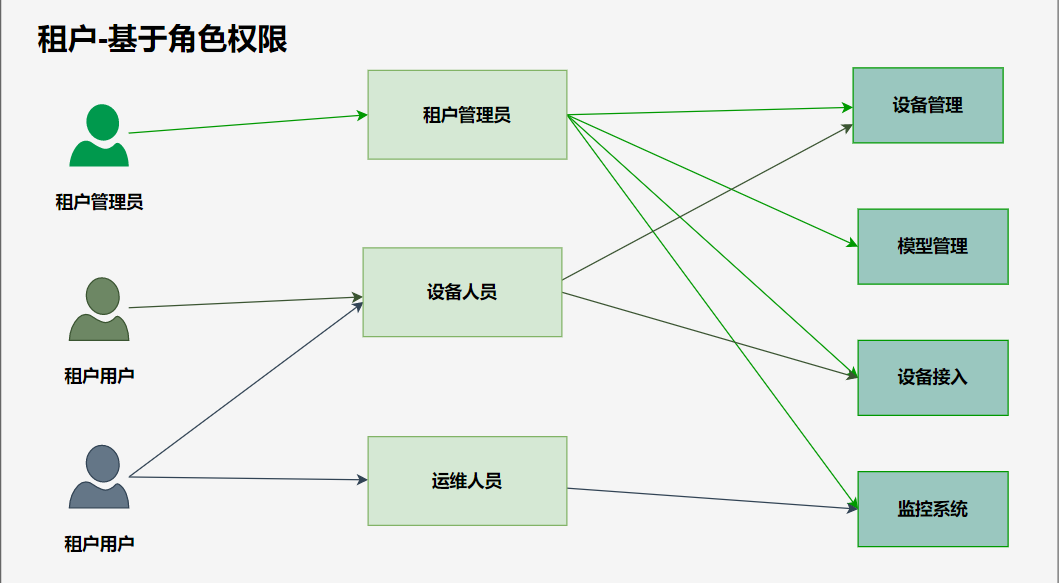 租户-基于角色权限
租户管理员
租户管理员
设备管理
模型管理
租户用户
设备人员
设备接入
租户用户
运维人员
监控系统